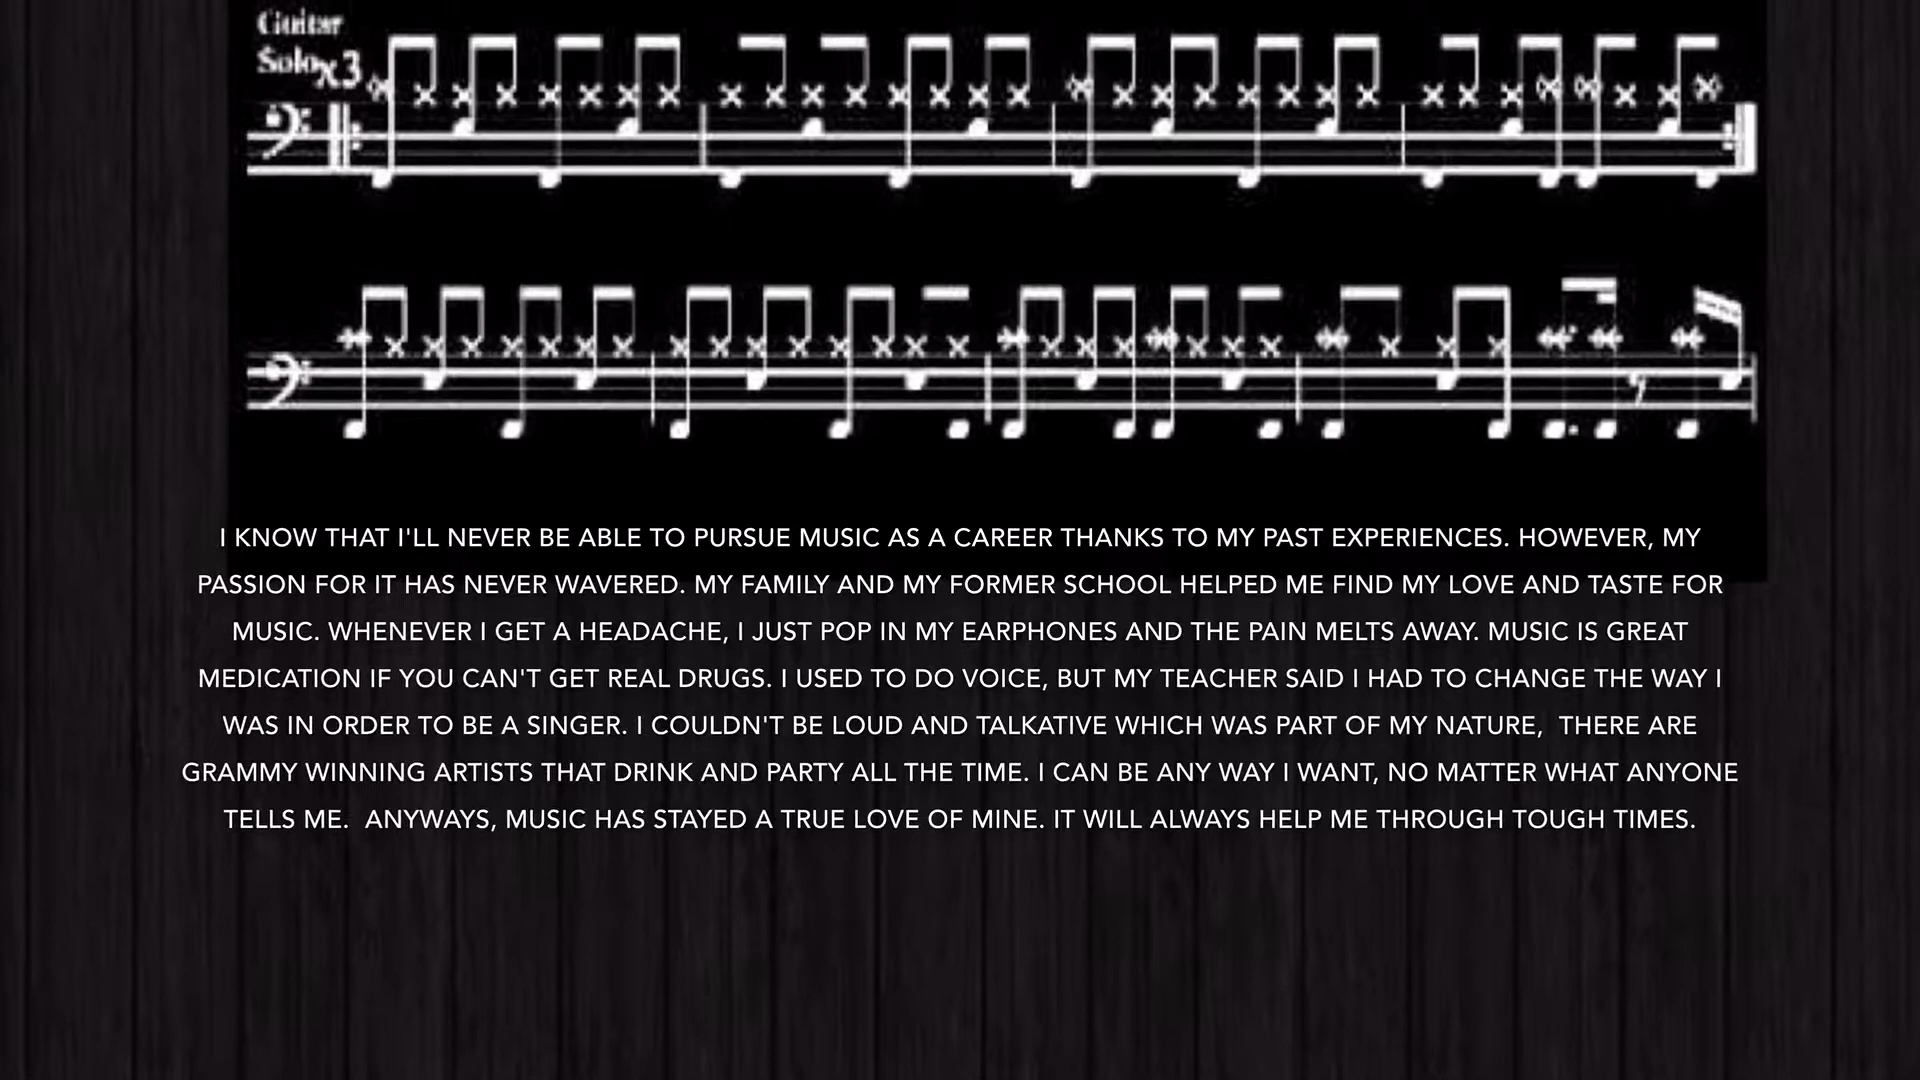 Guitar
Solo x3
I KNOW THAT I'LL NEVER BE ABLE TO PURSUE MUSIC AS A CAREER THANKS TO MY PAST EXPERIENCES. HOWEVER, MY
PASSION FOR IT HAS NEVER WAVERED. MY FAMILY AND MY FORMER SCHOOL HELPED ME FIND MY LOVE AND TASTE FOR
MUSIC. WHENEVER I GET A HEADACHE, I JUST POP IN MY EARPHONES AND THE PAIN MELTS AWAY. MUSIC IS GREAT
MEDICATION IF YOU CAN'T GET REAL DRUGS. I USED TO DO VOICE, BUT MY TEACHER SAID I HAD TO CHANGE THE WAY I
WAS IN ORDER TO BE A SINGER. I COULDN'T BE LOUD AND TALKATIVE WHICH WAS PART OF MY NATURE,  THERE ARE
GRAMMY WINNING ARTISTS THAT DRINK AND PARTY ALL THE TIME. I CAN BE ANY WAY I WANT, NO MATTER WHAT ANYONE
TELLS ME.  ANYWAYS, MUSIC HAS STAYED A TRUE LOVE OF MINE. IT WILL ALWAYS HELP ME THROUGH TOUGH TIMES.